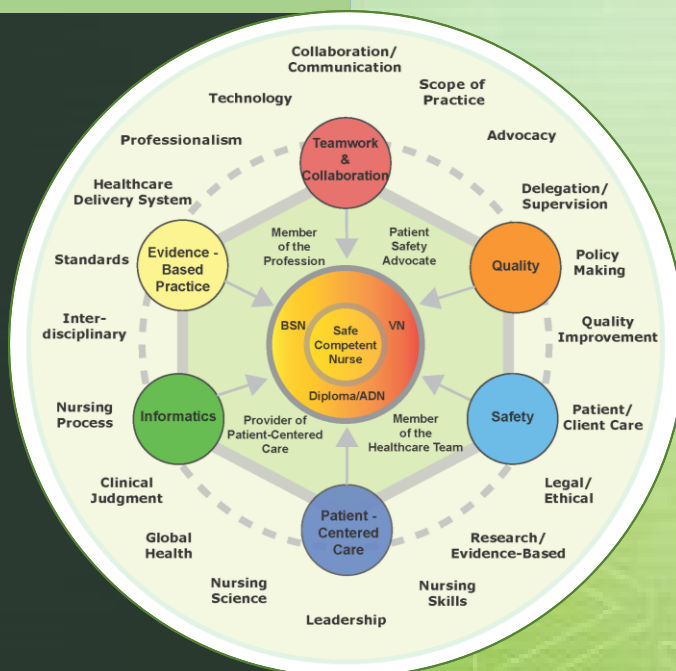 Collaboration/
Communication
Scope of
Practice
Advocacy
Delegation/
Supervision
Policy
Making
Quality
Improvement
Patient/
Client Care
Legal/
Ethical
Research/
Evidence-Based
Nursing
Skills
Leadership
Nursing
Science
Global
Health
Clinical
Judgment
Nursing
Process
Inter-
disciplinary
Standards
Healthcare
Delivery System
Professionalism
Technology
Teamwork
&
Collaboration
Quality
Safety
Patient -
Centered
Care
Informatics
Evidence -
Based
Practice
Member
of the
Profession
Patient
Safety
Advocate
Member
of the
Healthcare Team
Provider of
Patient-Centered
Care
BSN
VN
Diploma/ADN
Safe
Competent
Nurse